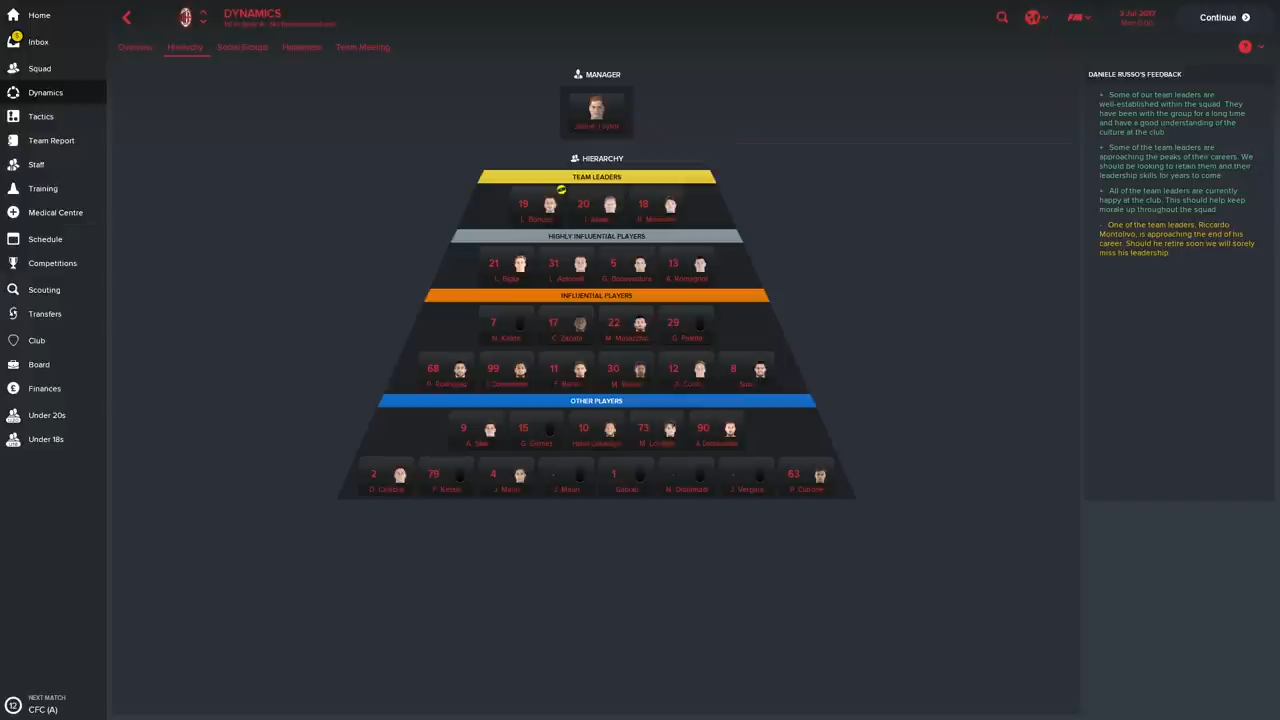 Home
DYNAMICS
3 Jul 2017
Continue
5
Inbox
Overview
Hierarchy
Social Groups
Happiness
Team Meeting
Squad
Dynamics
Tactics
Team Report
Staff
Training
Medical Centre
Schedule
Competitions
Scouting
Transfers
Club
Board
Finances
Under 20s
Under 18s
12
NEXT MATCH
CFC (A)
MANAGER
HIERARCHY
TEAM LEADERS
19 20 18
L. Bonucci
HIGHLY INFLUENTIAL PLAYERS
21 31 5 13
L. Biglia L. Antonelli G. Bonaventura A. Romagnoli
INFLUENTIAL PLAYERS
7 17 22 29
N. Kalinic C. Zapata M. Musacchio G. Paletta
68 99 11 30 12 8
R. Rodriguez F. Borini A. Conti Suso
OTHER PLAYERS
9 15 10 73 90
A. Silva G. Gomez M. Locatelli A. Donnarumma
2 79 4 - 1 - - 63
D. Calabria F. Kessie J. Mauri J. Mauri Gabriel J. Vergara P. Cutrone
DANIELE RUSSO'S FEEDBACK
+ Some of our team leaders are
well-established within the squad. They
have been with the group for a long time
and have a good understanding of the
culture at the club
+ Some of the team leaders are
approaching the peaks of their careers. We
should be looking to retain them and their
leadership skills for years to come
+ All of the team leaders are currently
happy at the club. This should help keep
morale up throughout the squad
- One of the team leaders, Riccardo
Montolivo, is approaching the end of his
career. Should he retire soon we will sorely
miss his leadership.